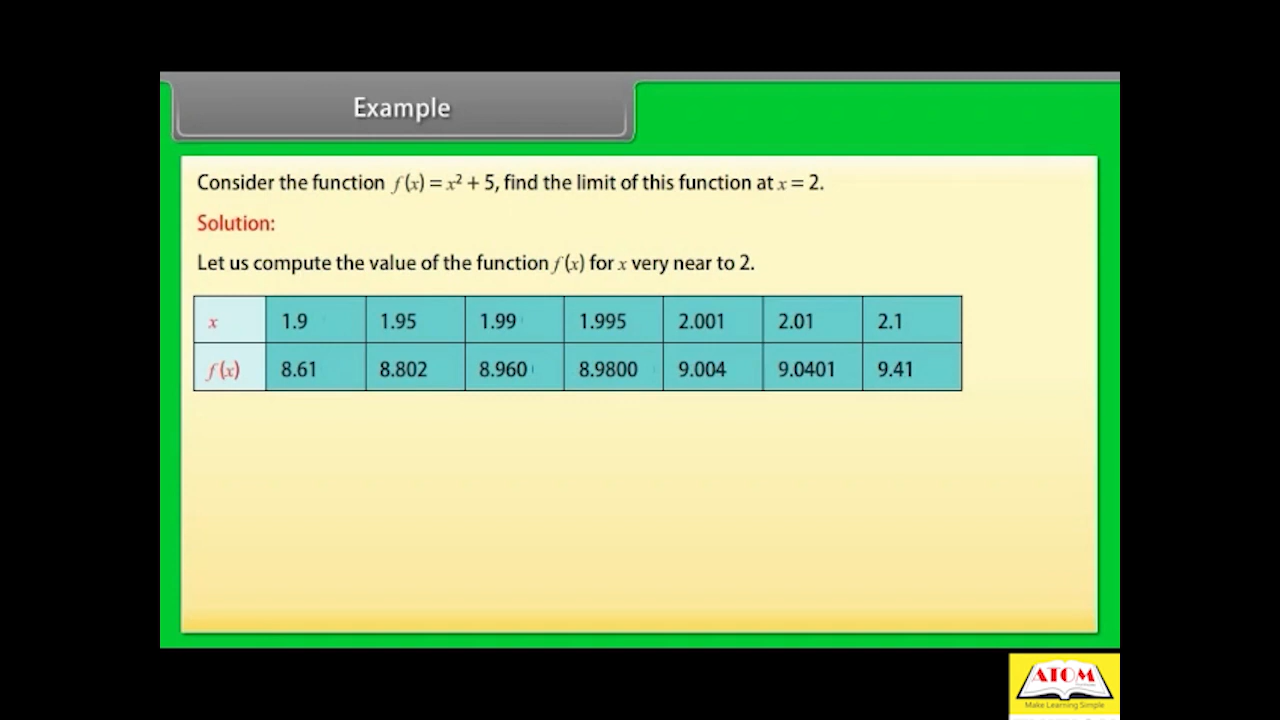 Example
Consider the function f(x) = x² + 5, find the limit of this function at x = 2.
Solution:
Let us compute the value of the function f(x) for x very near to 2.
x 1.9 1.95 1.99 1.995 2.001 2.01 2.1
f(x) 8.61 8.802 8.960 8.9800 9.004 9.0401 9.41
ATOM
Make Learning Simple